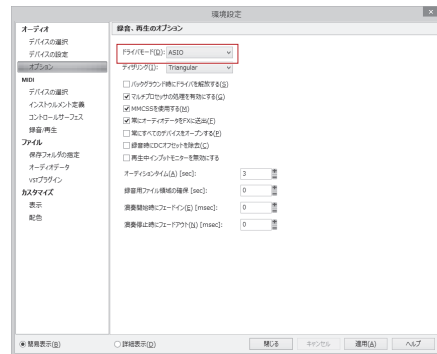 環境設定
オーディオ
デバイスの選択
デバイスの設定
オプション
MIDI
デバイスの選択
インストルメント定義
コントロールサーフェス
録音/再生
ファイル
保存フォルダの指定
オーディオデータ
VSTプラグイン
カスタマイズ
表示
配色
録音、再生のオプション
ドライバモード(D): ASIO
ディザリング(I): Triangular
バックグラウンド時にドライバを解放する(S)
マルチプロセッサの処理を有効にする(G)
MMCSSを使用する(M)
常にオーディオデータをFXに送出(F)
常にすべてのデバイスをオープンする(P)
録音時にDCオフセットを除去(C)
再生中インプットモニターを無効にする
オーディションタイム(A) [sec]: 3
録音用ファイル領域の確保 [sec]: 0
演奏開始時にフェードイン(E) [msec]: 0
演奏停止時にフェードアウト(N) [msec]: 0
簡易表示(B)
詳細表示(D)
閉じる
キャンセル
適用(A)
ヘルプ